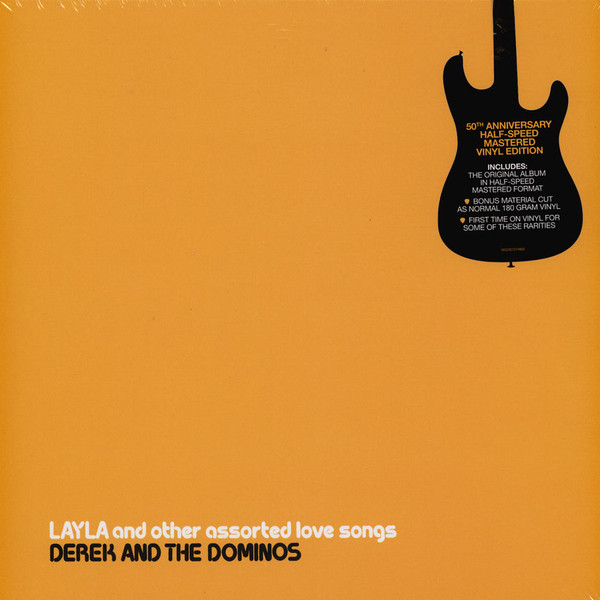 50TH ANNIVERSARY
HALF-SPEED
MASTERED
VINYL EDITION
INCLUDES:
THE ORIGINAL ALBUM
IN HALF-SPEED
MASTERED FORMAT
BONUS MATERIAL CUT
AS NORMAL 180 GRAM VINYL
FIRST TIME ON VINYL FOR
SOME OF THESE RARITIES
LAYLA and other assorted love songs
DEREK AND THE DOMINOS